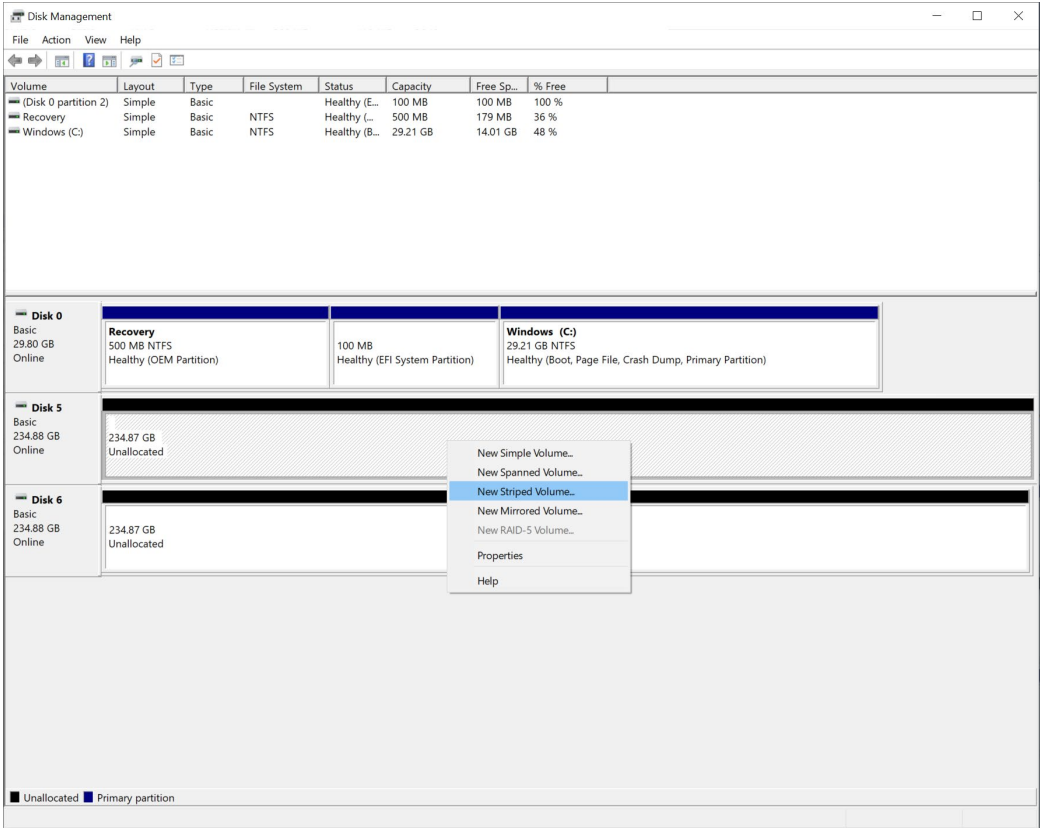 Disk Management
File Action View Help
Volume Layout Type File System Status Capacity Free Sp... % Free
(Disk 0 partition 2) Simple Basic Healthy (E... 100 MB 100 MB 100 %
Recovery Simple Basic NTFS Healthy (... 500 MB 179 MB 36 %
Windows (C:) Simple Basic NTFS Healthy (B... 29.21 GB 14.01 GB 48 %
Disk 0
Basic
29.80 GB
Online
Recovery
500 MB NTFS
Healthy (OEM Partition)
100 MB
Healthy (EFI System Partition)
Windows (C:)
29.21 GB NTFS
Healthy (Boot, Page File, Crash Dump, Primary Partition)
Disk 5
Basic
234.88 GB
Online
234.87 GB
Unallocated
New Simple Volume...
New Spanned Volume...
New Striped Volume...
New Mirrored Volume...
New RAID-5 Volume...
Properties
Help
Disk 6
Basic
234.88 GB
Online
234.87 GB
Unallocated
Unallocated Primary partition